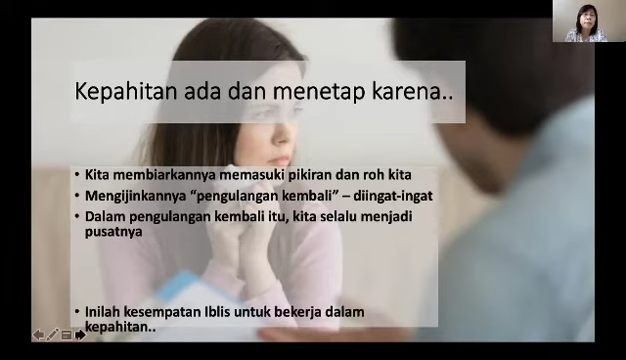 Kepahitan ada dan menetap karena..
• Kita membiarkannya memasuki pikiran dan roh kita
• Mengijinkannya “pengulangan kembali” – diingat-ingat
• Dalam pengulangan kembali itu, kita selalu menjadi
pusatnya
• Inilah kesempatan Iblis untuk bekerja dalam
kepahitan..